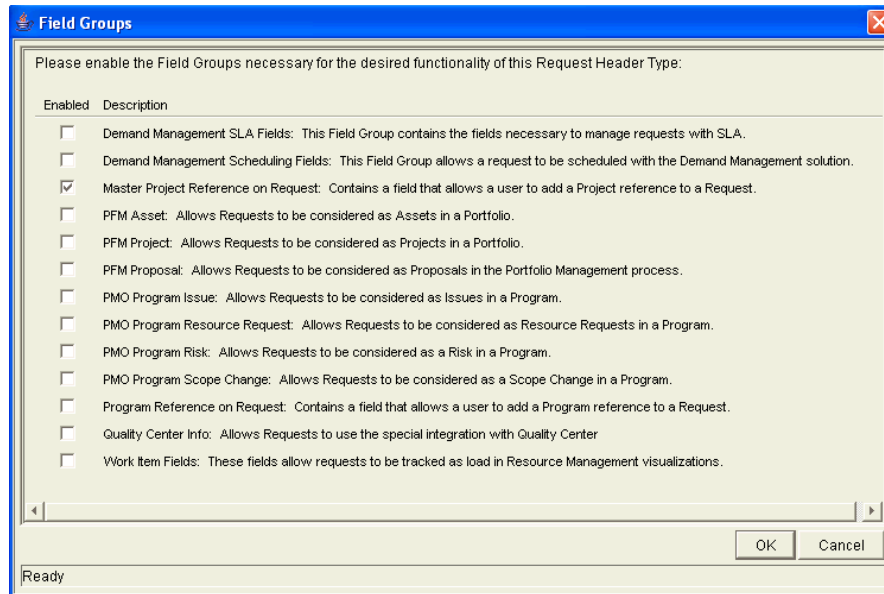 Field Groups
Please enable the Field Groups necessary for the desired functionality of this Request Header Type:
Enabled Description
Demand Management SLA Fields: This Field Group contains the fields necessary to manage requests with SLA.
Demand Management Scheduling Fields: This Field Group allows a request to be scheduled with the Demand Management solution.
Master Project Reference on Request: Contains a field that allows a user to add a Project reference to a Request.
PFM Asset: Allows Requests to be considered as Assets in a Portfolio.
PFM Project: Allows Requests to be considered as Projects in a Portfolio.
PFM Proposal: Allows Requests to be considered as Proposals in the Portfolio Management process.
PMO Program Issue: Allows Requests to be considered as Issues in a Program.
PMO Program Resource Request: Allows Requests to be considered as Resource Requests in a Program.
PMO Program Risk: Allows Requests to be considered as a Risk in a Program.
PMO Program Scope Change: Allows Requests to be considered as a Scope Change in a Program.
Program Reference on Request: Contains a field that allows a user to add a Program reference to a Request.
Quality Center Info: Allows Requests to use the special integration with Quality Center
Work Item Fields: These fields allow requests to be tracked as load in Resource Management visualizations.
OK Cancel
Ready